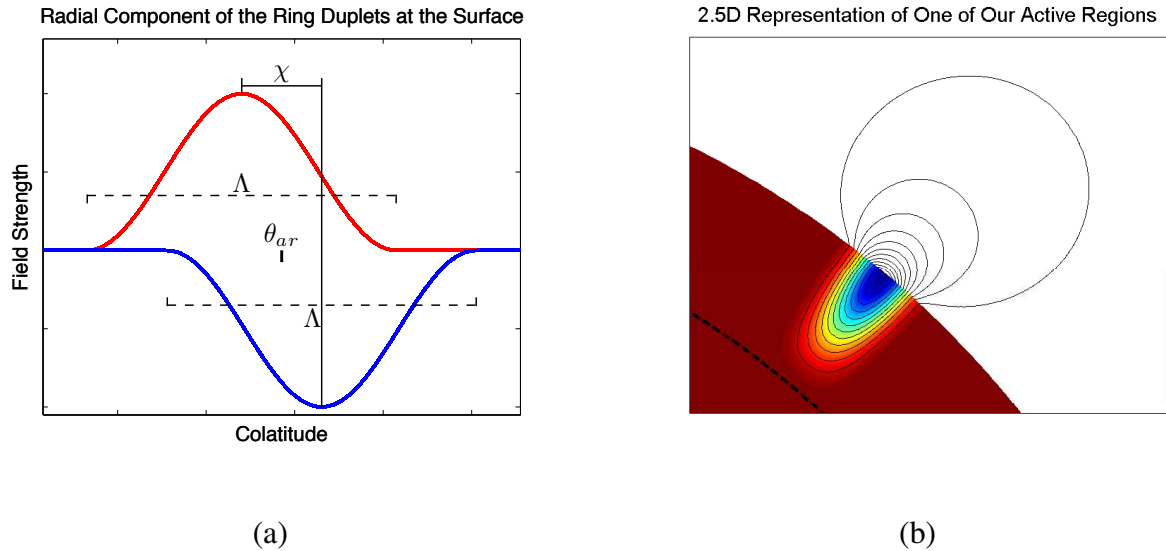 Radial Component of the Ring Duplets at the Surface
χ
Λ
θ_ar
Λ
Field Strength
Colatitude
(a)
2.5D Representation of One of Our Active Regions
(b)